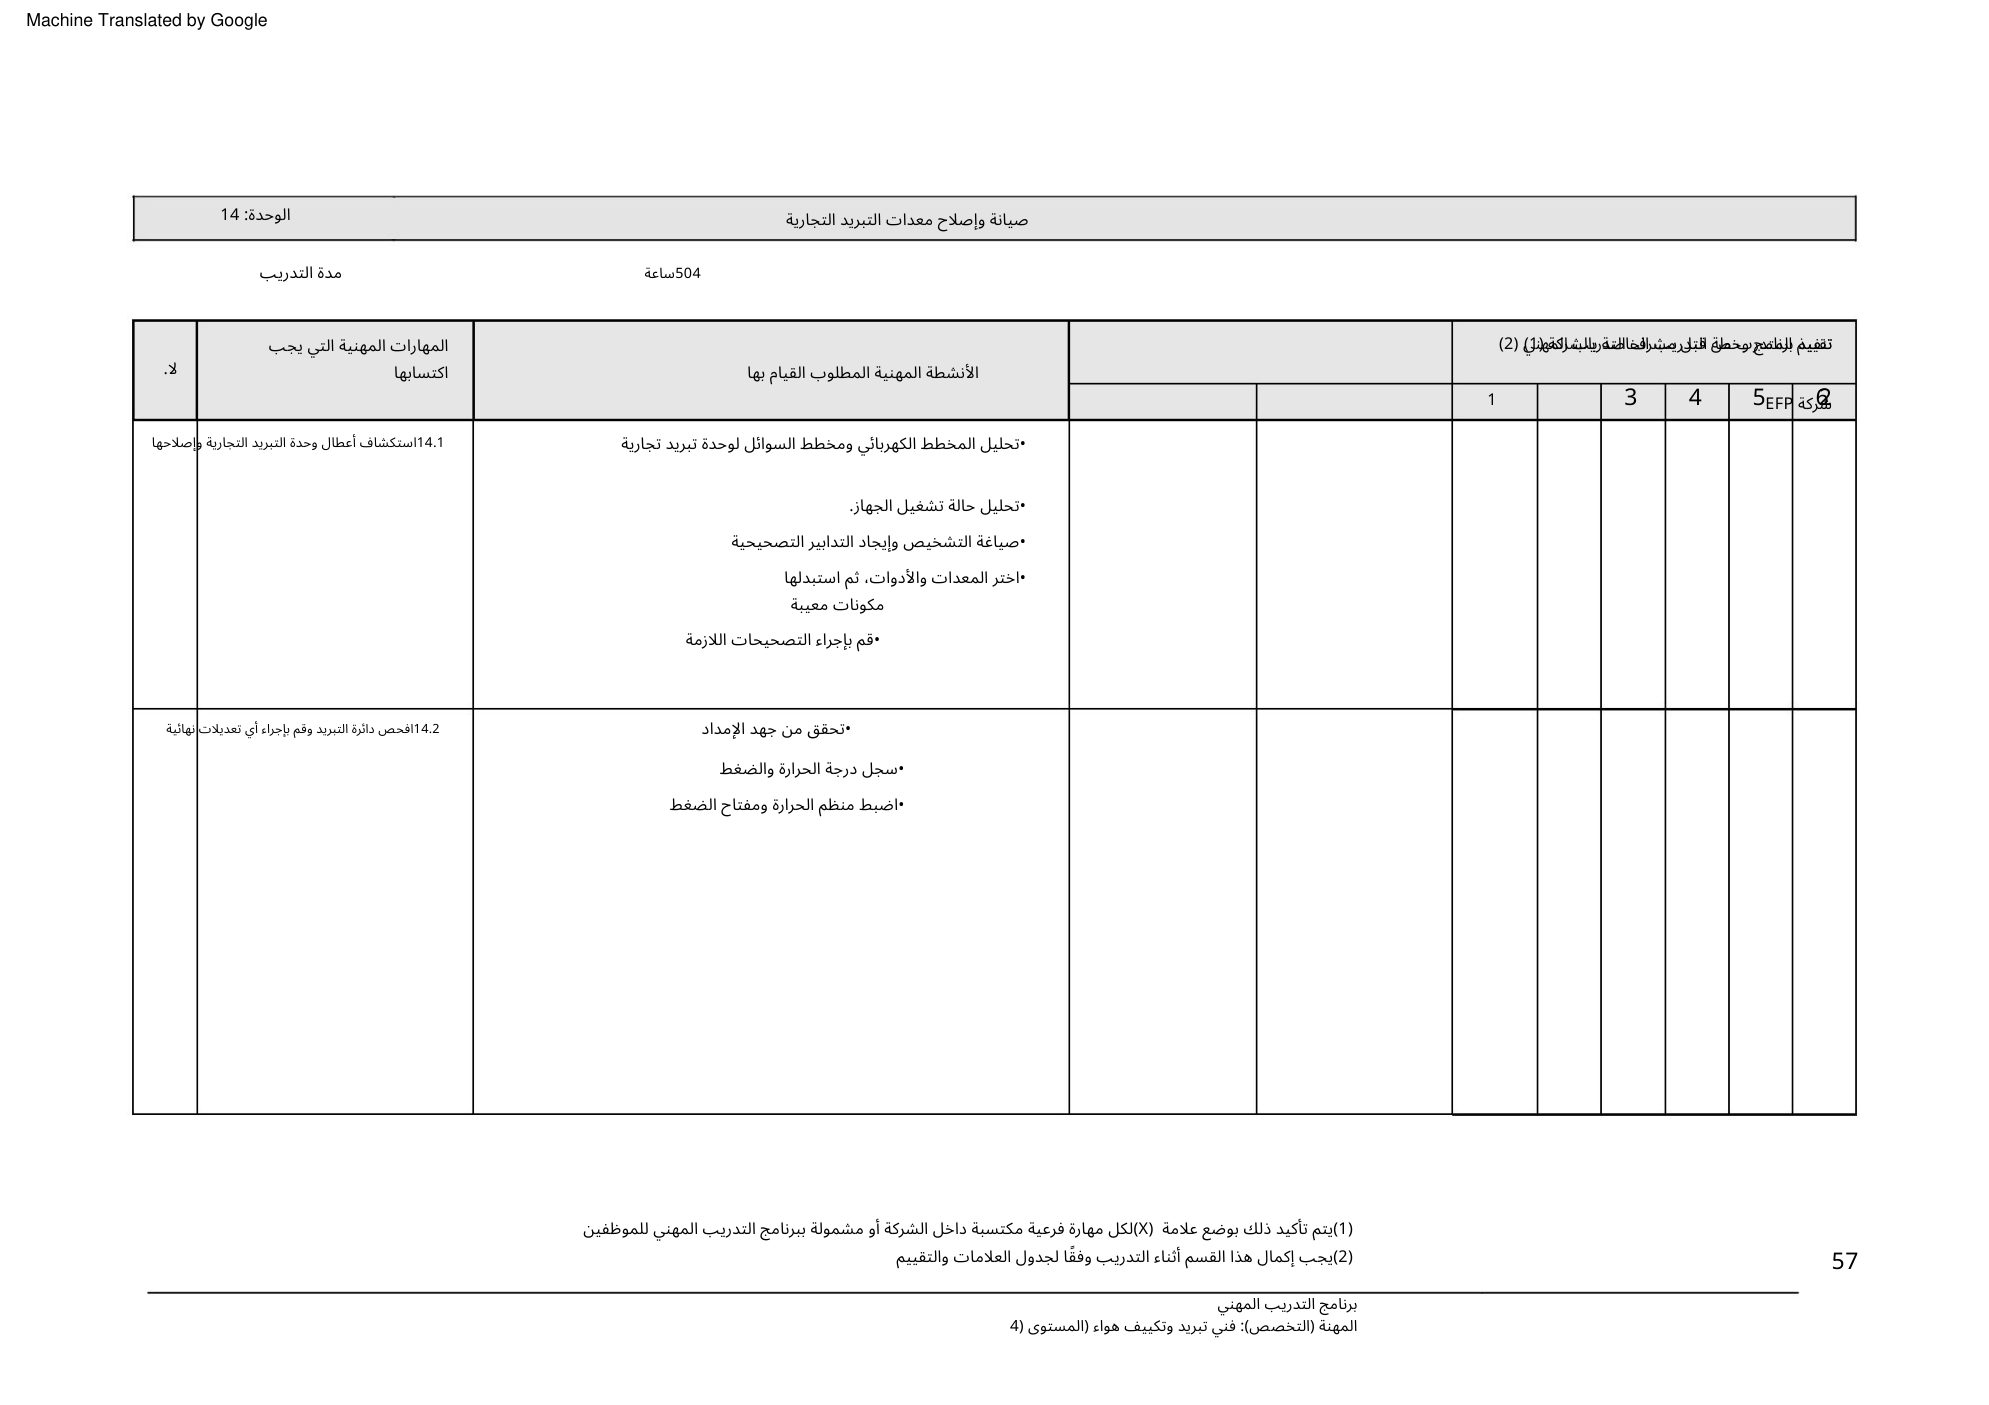 Machine Translated by Google
الوحدة: 14
صيانة وإصلاح معدات التبريد التجارية
مدة التدريب
504ساعة
لا.
المهارات المهنية التي يجب
اكتسابها
الأنشطة المهنية المطلوب القيام بها
(1) (2)
1
2
3
4
5
6
شركة EFP
14.1استكشاف أعطال وحدة التبريد التجارية وإصلاحها
•تحليل المخطط الكهربائي ومخطط السوائل لوحدة تبريد تجارية
•تحليل حالة تشغيل الجهاز.
•صياغة التشخيص وإيجاد التدابير التصحيحية
•اختر المعدات والأدوات، ثم استبدلها
مكونات معيبة
•قم بإجراء التصحيحات اللازمة
14.2افحص دائرة التبريد وقم بإجراء أي تعديلات نهائية
•تحقق من جهد الإمداد
•سجل درجة الحرارة والضغط
•اضبط منظم الحرارة ومفتاح الضغط
(1)يتم تأكيد ذلك بوضع علامة (X)لكل مهارة فرعية مكتسبة داخل الشركة أو مشمولة ببرنامج التدريب المهني للموظفين
(2)يجب إكمال هذا القسم أثناء التدريب وفقًا لجدول العلامات والتقييم
57
برنامج التدريب المهني
المهنة (التخصص): فني تبريد وتكييف هواء (المستوى 4)